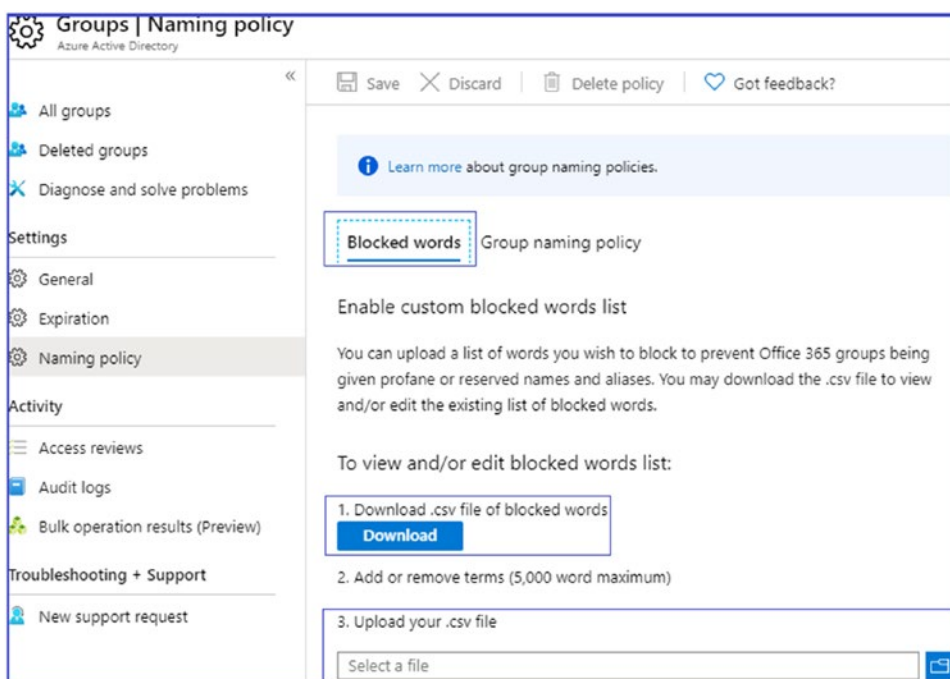 Groups | Naming policy
Azure Active Directory
«
All groups
Deleted groups
Diagnose and solve problems
Settings
General
Expiration
Naming policy
Activity
Access reviews
Audit logs
Bulk operation results (Preview)
Troubleshooting + Support
New support request
Save Discard Delete policy Got feedback?
Learn more about group naming policies.
Blocked words Group naming policy
Enable custom blocked words list
You can upload a list of words you wish to block to prevent Office 365 groups being
given profane or reserved names and aliases. You may download the .csv file to view
and/or edit the existing list of blocked words.
To view and/or edit blocked words list:
1. Download .csv file of blocked words
Download
2. Add or remove terms (5,000 word maximum)
3. Upload your .csv file
Select a file